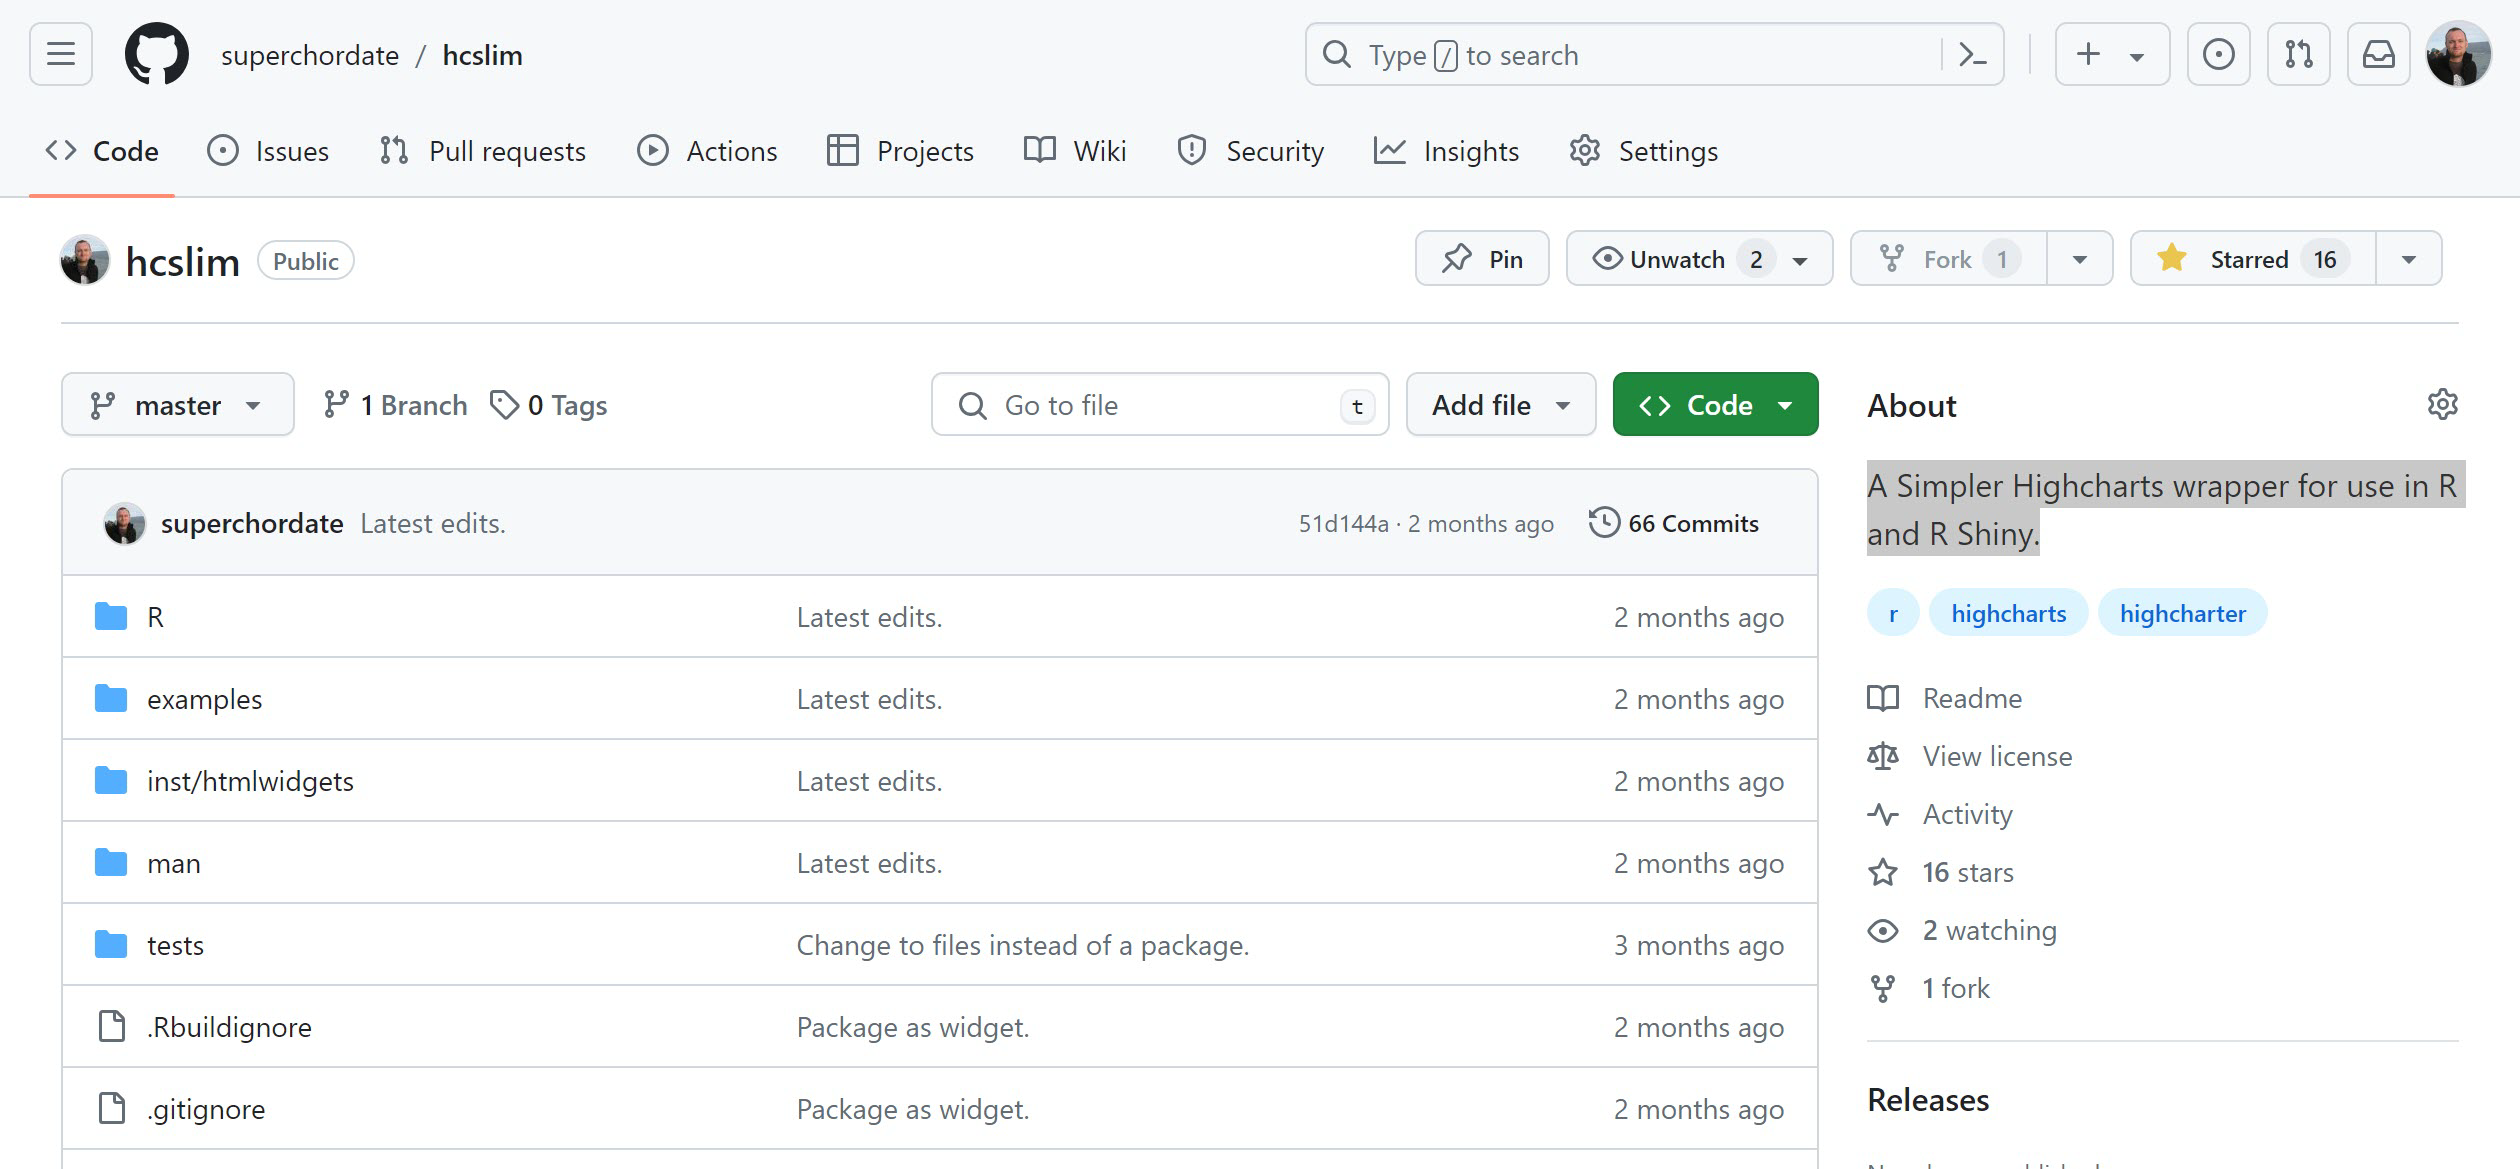 superchordate / hcslim
Type / to search
Code Issues Pull requests Actions Projects Wiki Security Insights Settings
hcslim Public
Pin Unwatch 2 Fork 1 Starred 16
master 1 Branch 0 Tags Go to file t Add file Code
About
A Simpler Highcharts wrapper for use in R
and R Shiny.
superchordate Latest edits. 51d144a · 2 months ago 66 Commits
R Latest edits. 2 months ago
examples Latest edits. 2 months ago
inst/htmlwidgets Latest edits. 2 months ago
man Latest edits. 2 months ago
tests Change to files instead of a package. 3 months ago
.Rbuildignore Package as widget. 2 months ago
.gitignore Package as widget. 2 months ago
r highcharts highcharter
Readme
View license
Activity
16 stars
2 watching
1 fork
Releases